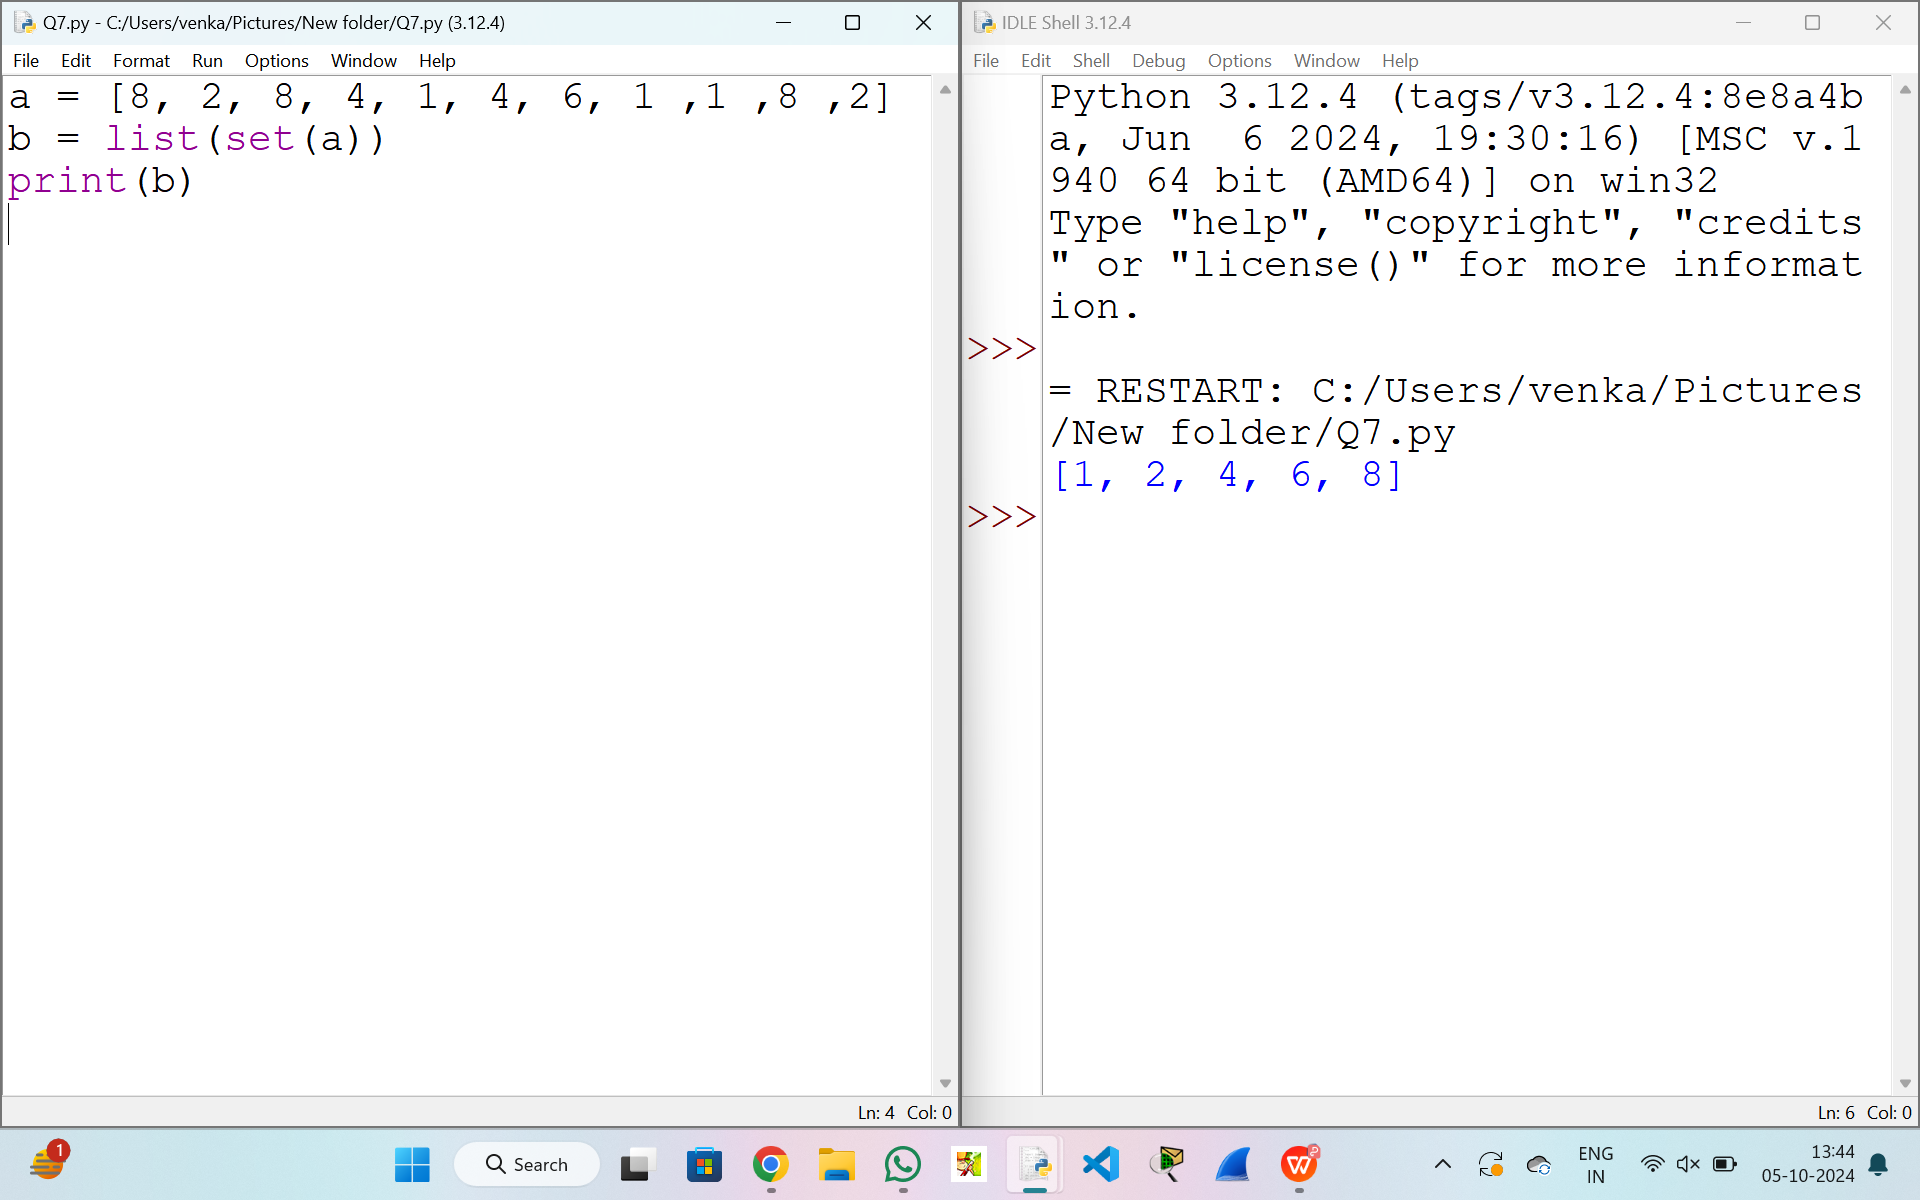 Q7.py - C:/Users/venka/Pictures/New folder/Q7.py (3.12.4)
File Edit Format Run Options Window Help
a = [8, 2, 8, 4, 1, 4, 6, 1 ,1 ,8 ,2]
b = list(set(a))
print(b)
Ln: 4 Col: 0
IDLE Shell 3.12.4
File Edit Shell Debug Options Window Help
Python 3.12.4 (tags/v3.12.4:8e8a4b
a, Jun  6 2024, 19:30:16) [MSC v.1
940 64 bit (AMD64)] on win32
Type "help", "copyright", "credits
" or "license()" for more informat
ion.
>>>
= RESTART: C:/Users/venka/Pictures
/New folder/Q7.py
[1, 2, 4, 6, 8]
>>>
Ln: 6 Col: 0
1
Search
W
P
ENG
IN
13:44
05-10-2024